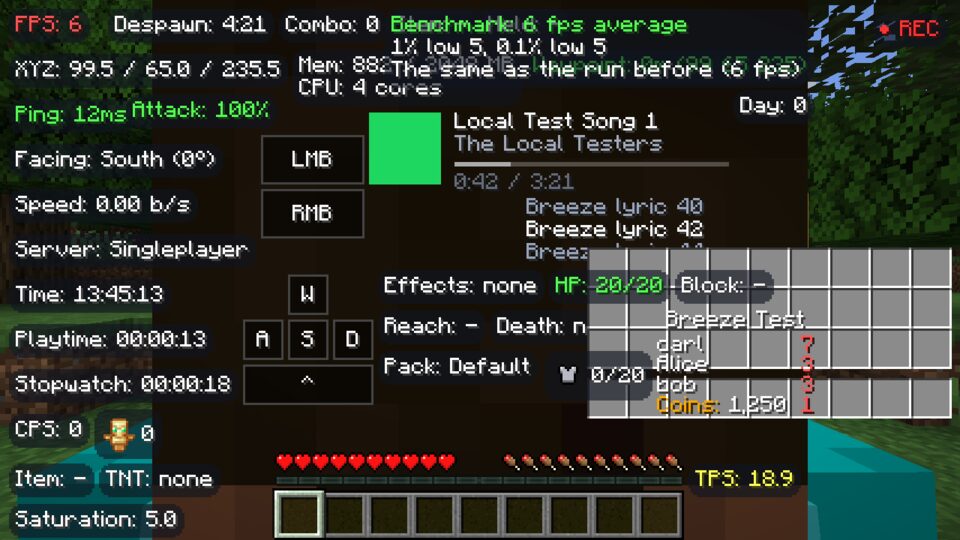 FPS: 6
Despawn: 4:21
Combo: 0
Benchmark: 6 fps average
1% low 5, 0.1% low 5
The same as the run before (6 fps)
REC
XYZ: 99.5 / 65.0 / 235.5
Mem: 882
CPU: 4 cores
Day: 0
Ping: 12ms
Attack: 100%
Local Test Song 1
The Local Testers
0:42 / 3:21
LMB
Facing: South (0°)
Speed: 0.00 b/s
RMB
Breeze lyric 40
Breeze lyric 42
Breeze lyric
Server: Singleplayer
Time: 13:45:13
W
Effects: none
HP: 20/20
Block: -
Playtime: 00:00:13
A
S
D
Reach: -
Death:
Breeze Test
darl 7
Alice
bob 3
Coins: 1,250 1
Stopwatch: 00:00:18
^
Pack: Default
0/20
CPS: 0
0
Item: -
TNT: none
TPS: 18.9
Saturation: 5.0